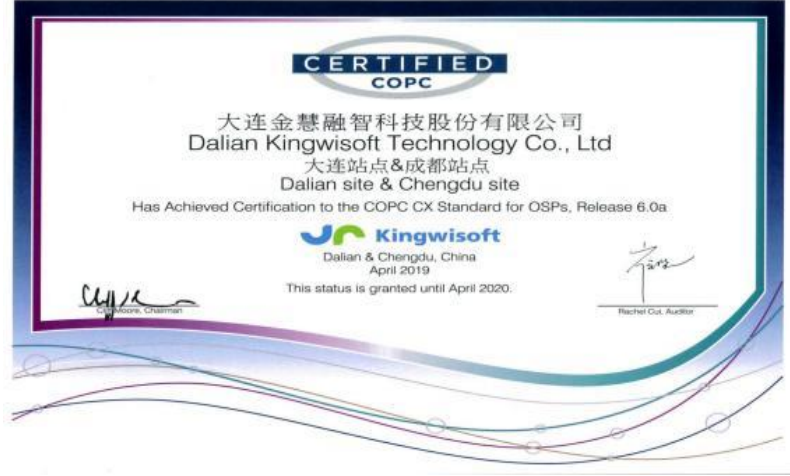 CERTIFIED
COPC
大连金慧融智科技股份有限公司
Dalian Kingwisoft Technology Co., Ltd
大连站点&成都站点
Dalian site & Chengdu site
Has Achieved Certification to the COPC CX Standard for OSPs, Release 6.0a
Kingwisoft
Dalian & Chengdu, China
April 2019
This status is granted until April 2020.
Cliff Moore, Chairman
Rachel Cui, Auditor